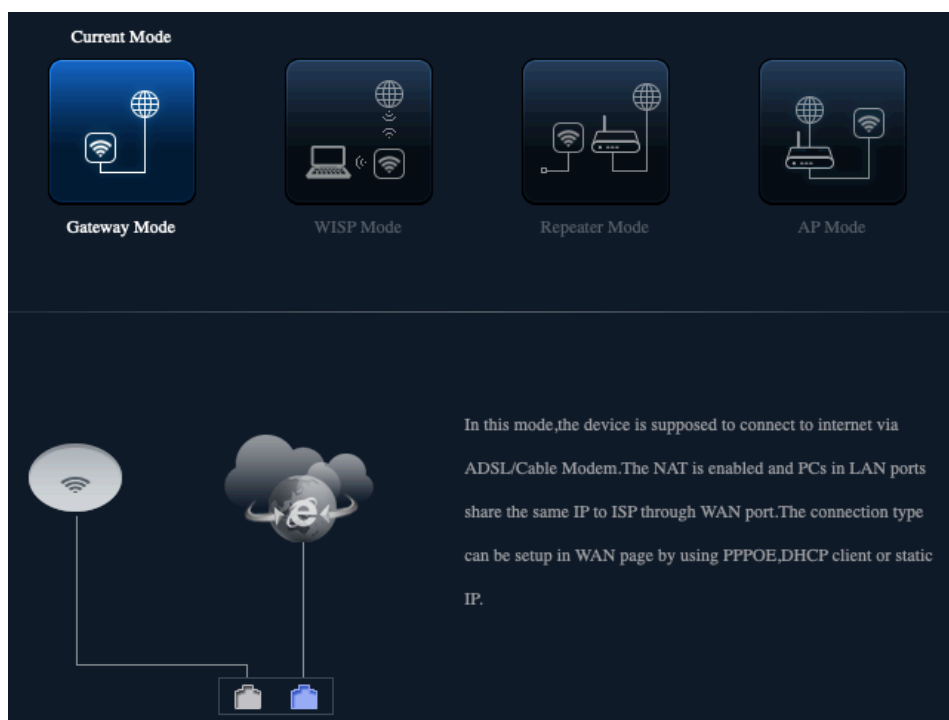 Current Mode
Gateway Mode
WISP Mode
Repeater Mode
AP Mode
In this mode,the device is supposed to connect to internet via
ADSL/Cable Modem.The NAT is enabled and PCs in LAN ports
share the same IP to ISP through WAN port.The connection type
can be setup in WAN page by using PPPOE,DHCP client or static
IP.